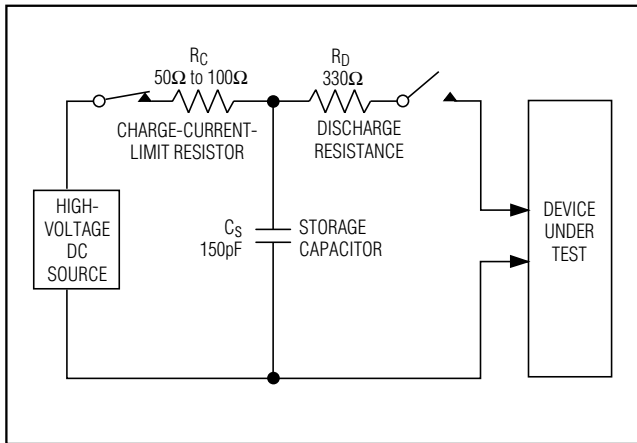 R_C
50Ω to 100Ω
CHARGE-CURRENT-
LIMIT RESISTOR
R_D
330Ω
DISCHARGE
RESISTANCE
HIGH-
VOLTAGE
DC
SOURCE
C_S
150pF
STORAGE
CAPACITOR
DEVICE
UNDER
TEST